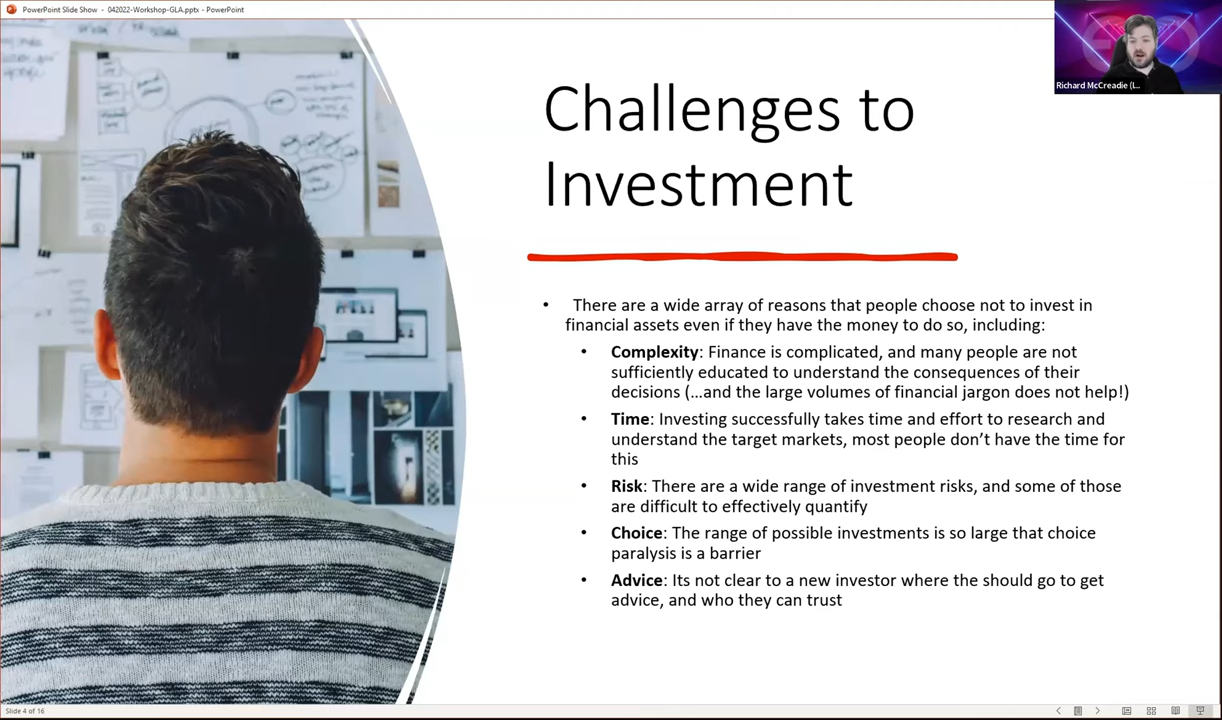 PowerPoint Slide Show - 042022-Workshop-GLA.pptx - PowerPoint
Richard McCreadie (L...
Challenges to
Investment
• There are a wide array of reasons that people choose not to invest in
financial assets even if they have the money to do so, including:
• Complexity: Finance is complicated, and many people are not
sufficiently educated to understand the consequences of their
decisions (...and the large volumes of financial jargon does not help!)
• Time: Investing successfully takes time and effort to research and
understand the target markets, most people don't have the time for
this
• Risk: There are a wide range of investment risks, and some of those
are difficult to effectively quantify
• Choice: The range of possible investments is so large that choice
paralysis is a barrier
• Advice: Its not clear to a new investor where the should go to get
advice, and who they can trust
Slide 4 of 16